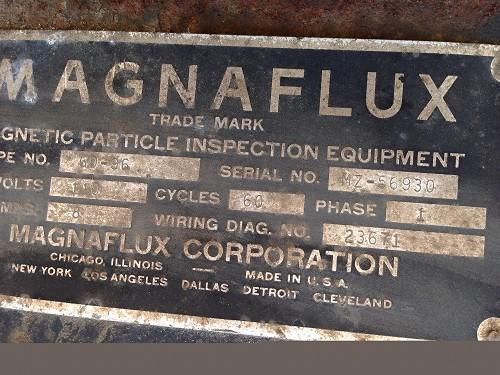 MAGNAFLUX
TRADE MARK
GNETIC PARTICLE INSPECTION EQUIPMENT
PE NO. SERIAL NO. MZ-56930
VOLTS CYCLES 60 PHASE 1
WIRING DIAG. NO. 23671
MAGNAFLUX CORPORATION
CHICAGO, ILLINOIS — MADE IN U.S.A.
NEW YORK LOS ANGELES DALLAS DETROIT CLEVELAND